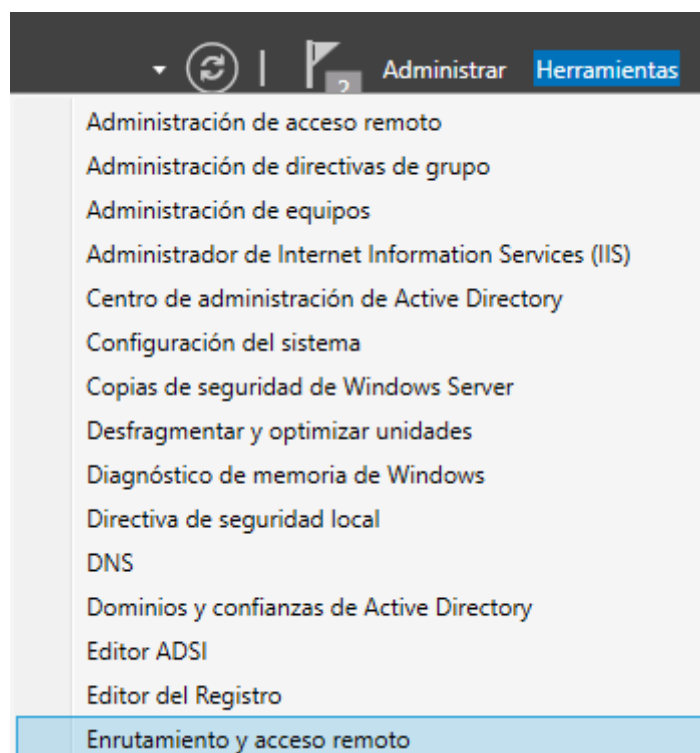 2 Administrar Herramientas
Administración de acceso remoto
Administración de directivas de grupo
Administración de equipos
Administrador de Internet Information Services (IIS)
Centro de administración de Active Directory
Configuración del sistema
Copias de seguridad de Windows Server
Desfragmentar y optimizar unidades
Diagnóstico de memoria de Windows
Directiva de seguridad local
DNS
Dominios y confianzas de Active Directory
Editor ADSI
Editor del Registro
Enrutamiento y acceso remoto